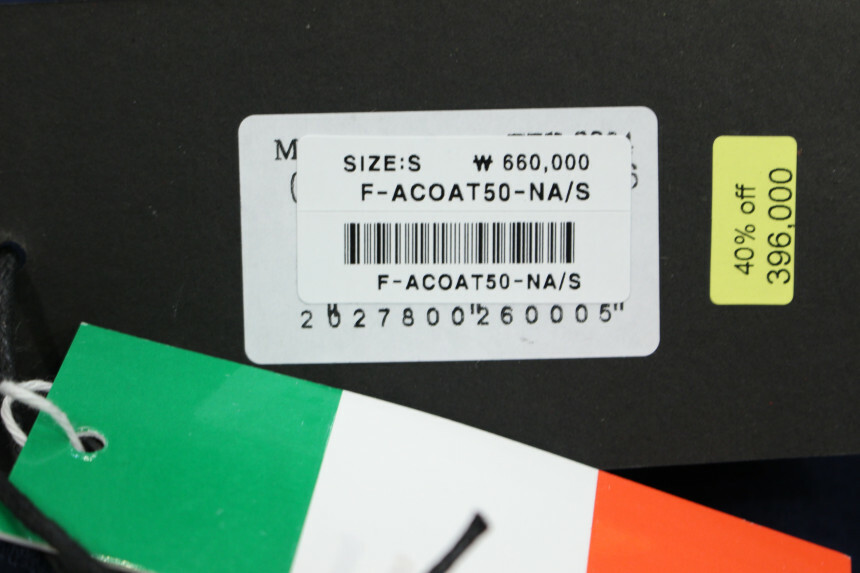 SIZE:S ₩ 660,000
F-ACOAT50-NA/S
F-ACOAT50-NA/S
2027800260005
40% off
396,000